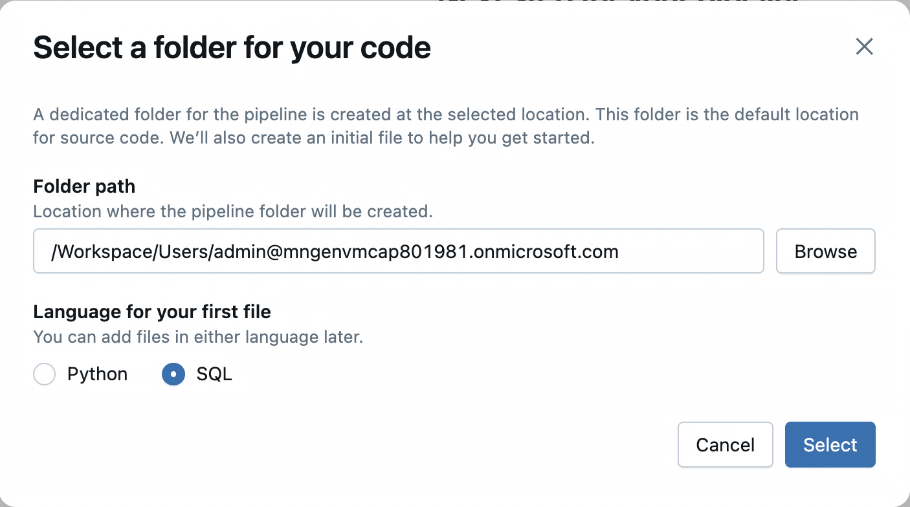 Select a folder for your code
A dedicated folder for the pipeline is created at the selected location. This folder is the default location
for source code. We'll also create an initial file to help you get started.
Folder path
Location where the pipeline folder will be created.
/Workspace/Users/admin@mngenvmcap801981.onmicrosoft.com
Browse
Language for your first file
You can add files in either language later.
Python SQL
Cancel Select